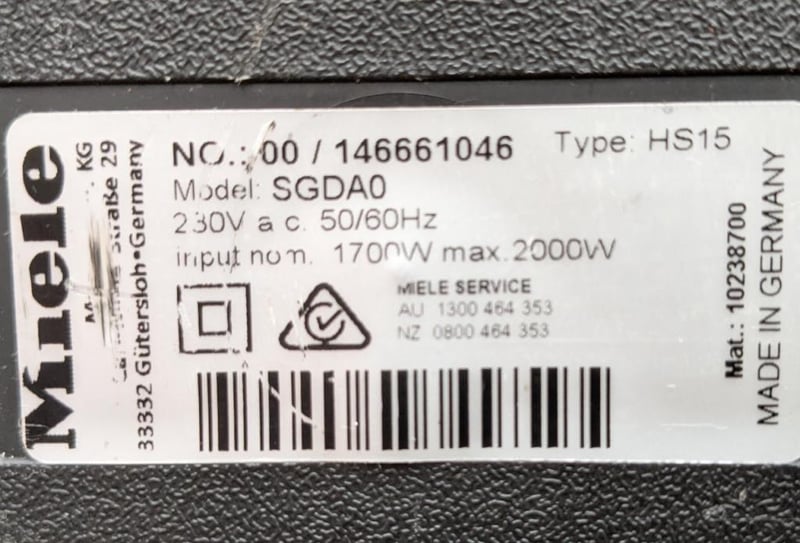 Miele
KG
Straße 29
33332 Gütersloh•Germany
NO.: 00 / 146661046
Type: HS15
Model: SGDA0
230V a.c. 50/60Hz
input nom. 1700W max.2000W
MIELE SERVICE
AU 1300 464 353
NZ 0800 464 353
Mat.: 10238700
MADE IN GERMANY